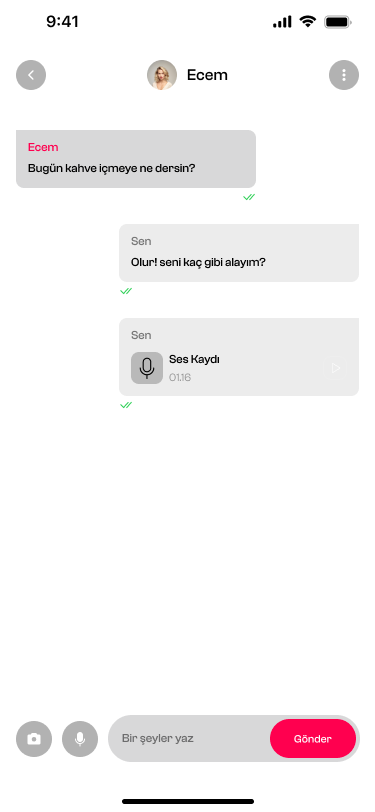 9:41
Ecem
Ecem
Bugün kahve içmeye ne dersin?
Sen
Olur! seni kaç gibi alayım?
Sen
Ses Kaydı
01.16
Bir şeyler yaz
Gönder